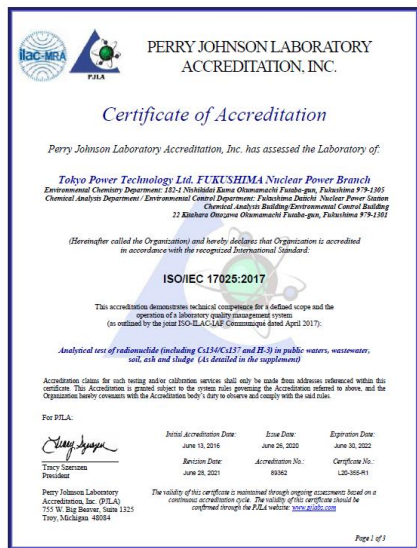 ilac-MRA
PJLA
PERRY JOHNSON LABORATORY
ACCREDITATION, INC.
Certificate of Accreditation
Perry Johnson Laboratory Accreditation, Inc. has assessed the Laboratory of:
Tokyo Power Technology Ltd. FUKUSHIMA Nuclear Power Branch
Environmental Chemistry Department: 182-1 Nishikidai Kuma Okumamachi Futaba-gun, Fukushima 979-1305
Chemical Analysis Department / Environmental Control Department: Fukushima Daiichi Nuclear Power Station
Chemical Analysis Building/Environmental Control Building
22 Kitahara Ottozawa Okumamachi Futaba-gun, Fukushima 979-1301
(Hereinafter called the Organization) and hereby declares that Organization is accredited
in accordance with the recognized International Standard:
ISO/IEC 17025:2017
This accreditation demonstrates technical competence for a defined scope and the
operation of a laboratory quality management system
(as outlined by the joint ISO-ILAC-IAF Communiqué dated April 2017):
Analytical test of radionuclide (including Cs134/Cs137 and H-3) in public waters, wastewater,
soil, ash and sludge (As detailed in the supplement)
Accreditation claims for such testing and/or calibration services shall only be made from addresses referenced within this
certificate. This Accreditation is granted subject to the system rules governing the Accreditation referred to above, and the
Organization hereby covenants with the Accreditation body's duty to observe and comply with the said rules.
For PJLA:
Initial Accreditation Date: Issue Date: Expiration Date:
June 13, 2016 June 26, 2020 June 30, 2022
Revision Date: Accreditation No.: Certificate No.:
June 28, 2021 89362 L20-355-R1
Tracy Szerszen
President
Perry Johnson Laboratory
Accreditation, Inc. (PJLA)
755 W. Big Beaver, Suite 1325
Troy, Michigan 48084
The validity of this certificate is maintained through ongoing assessments based on a
continuous accreditation cycle. The validity of this certificate should be
confirmed through the PJLA website: www.pjlabs.com
Page 1 of 3